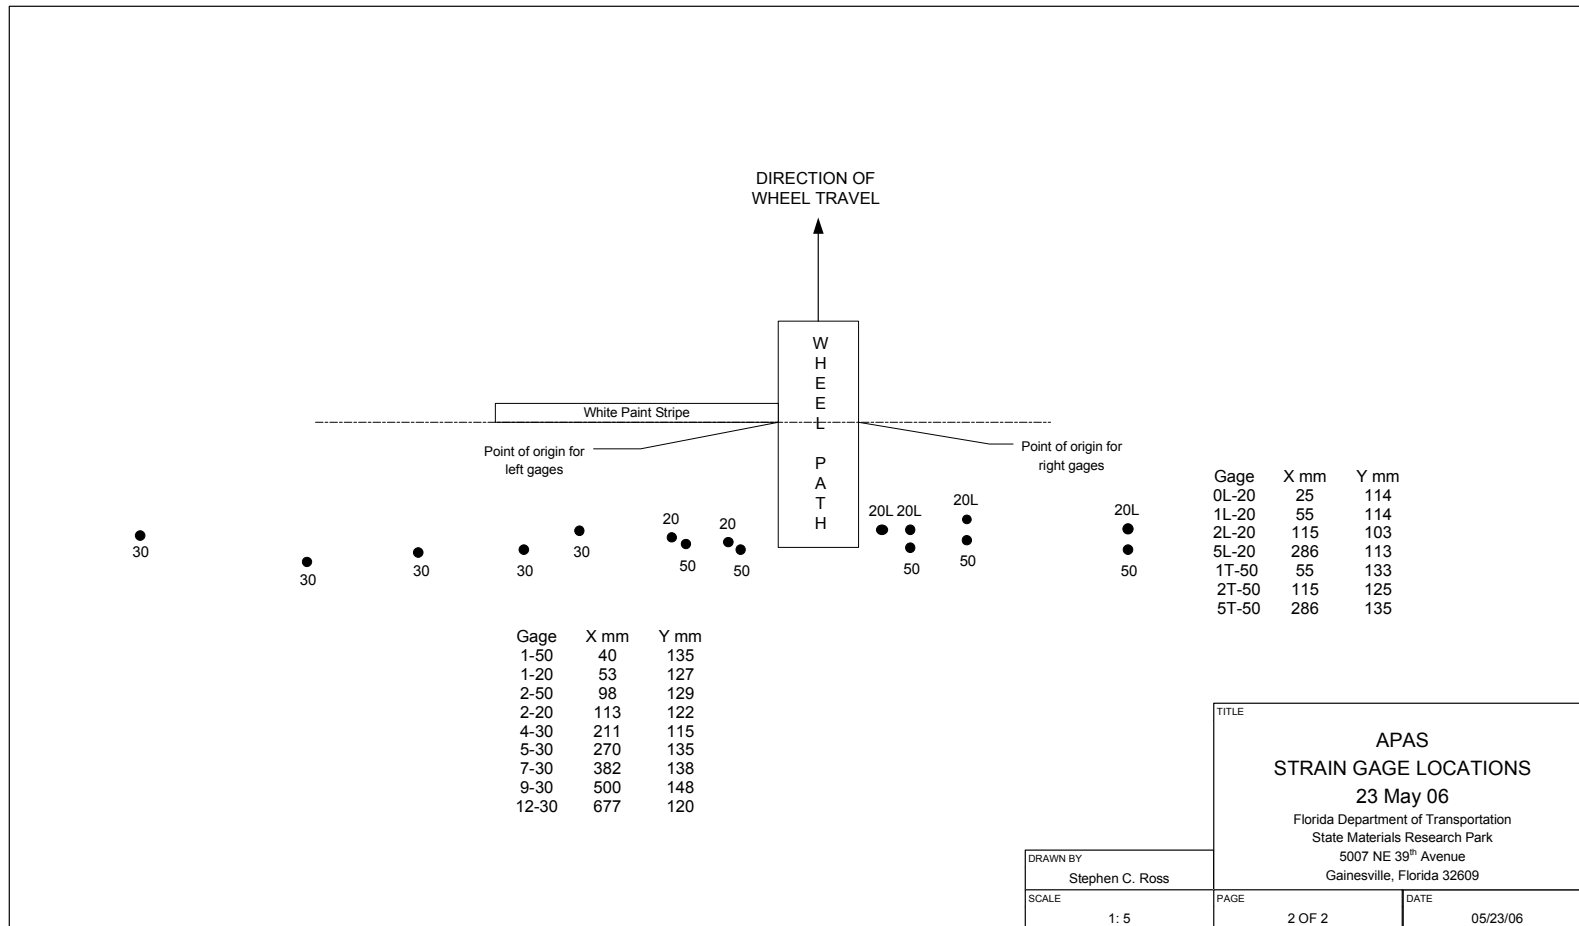 DIRECTION OF
WHEEL TRAVEL
WHEEL PATH
White Paint Stripe
Point of origin for
left gages
Point of origin for
right gages
30
30
30
30
30
20
50
20
50
20L 20L
50
20L
50
20L
50
Gage X mm Y mm
0L-20 25 114
1L-20 55 114
2L-20 115 103
5L-20 286 113
1T-50 55 133
2T-50 115 125
5T-50 286 135
Gage X mm Y mm
1-50 40 135
1-20 53 127
2-50 98 129
2-20 113 122
4-30 211 115
5-30 270 135
7-30 382 138
9-30 500 148
12-30 677 120
TITLE
APAS
STRAIN GAGE LOCATIONS
23 May 06
Florida Department of Transportation
State Materials Research Park
5007 NE 39th Avenue
Gainesville, Florida 32609
DRAWN BY
Stephen C. Ross
SCALE
1: 5
PAGE
2 OF 2
DATE
05/23/06